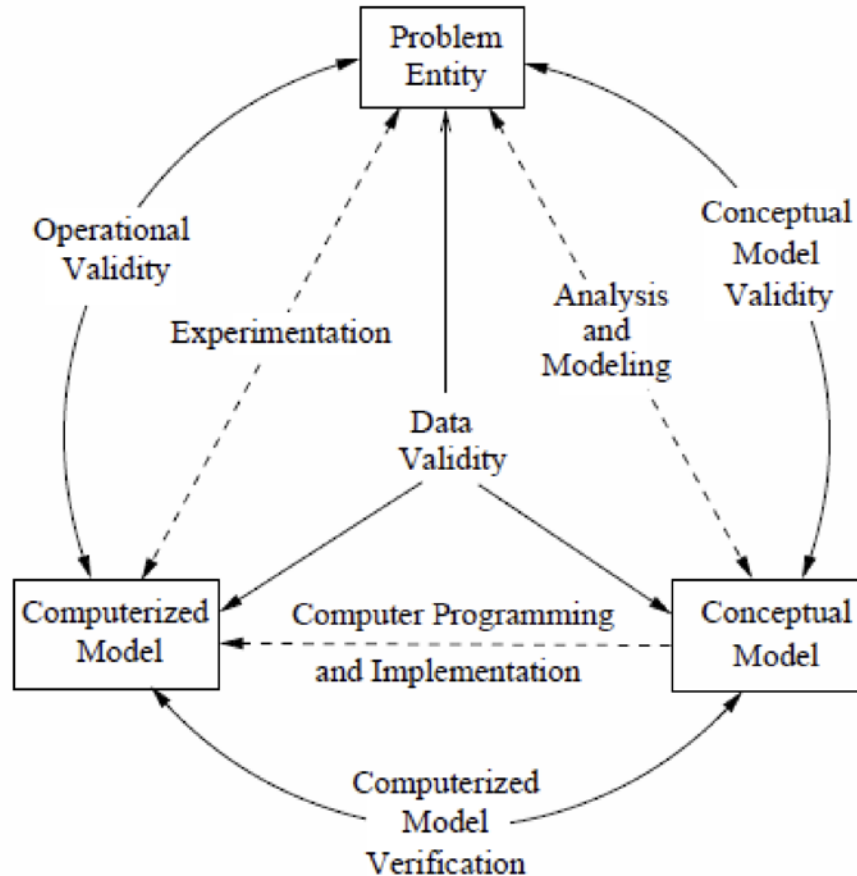 Problem
Entity
Operational
Validity
Conceptual
Model
Validity
Experimentation
Analysis
and
Modeling
Data
Validity
Computerized
Model
Computer Programming
and Implementation
Conceptual
Model
Computerized
Model
Verification